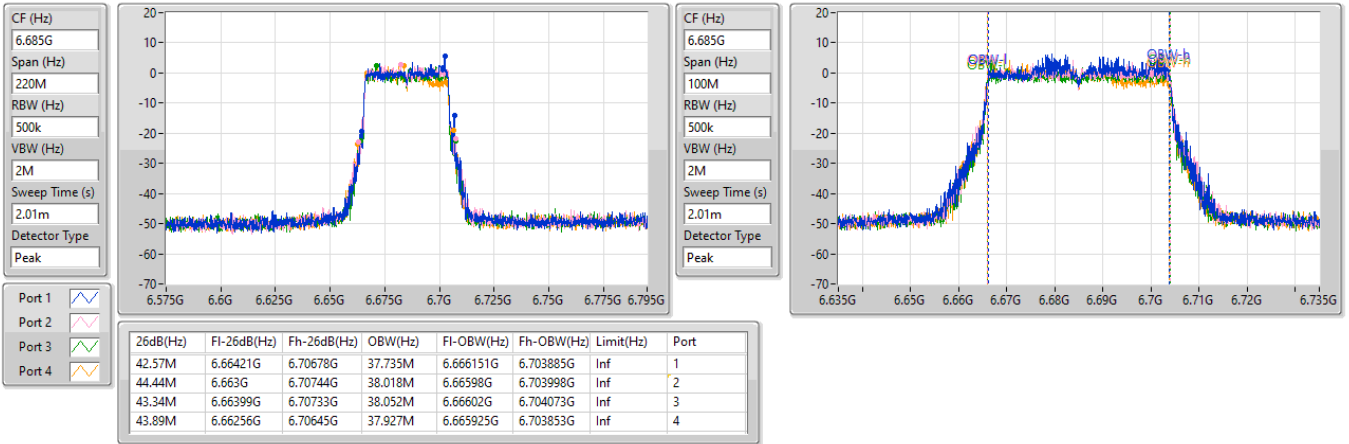 CF (Hz)
6.685G
Span (Hz)
220M
RBW (Hz)
500k
VBW (Hz)
2M
Sweep Time (s)
2.01m
Detector Type
Peak
20
10
0
-10
-20
-30
-40
-50
-60
-70
6.575G 6.6G 6.625G 6.65G 6.675G 6.7G 6.725G 6.75G 6.775G 6.795G
CF (Hz)
6.685G
Span (Hz)
100M
RBW (Hz)
500k
VBW (Hz)
2M
Sweep Time (s)
2.01m
Detector Type
Peak
20
10
0
-10
-20
-30
-40
-50
-60
-70
OBW-l OBW-h
6.635G 6.65G 6.66G 6.67G 6.68G 6.69G 6.7G 6.71G 6.72G 6.735G
Port 1
Port 2
Port 3
Port 4
26dB(Hz) Fl-26dB(Hz) Fh-26dB(Hz) OBW(Hz) Fl-OBW(Hz) Fh-OBW(Hz) Limit(Hz) Port
42.57M 6.66421G 6.70678G 37.735M 6.666151G 6.703885G Inf 1
44.44M 6.663G 6.70744G 38.018M 6.66598G 6.703998G Inf 2
43.34M 6.66399G 6.70733G 38.052M 6.66602G 6.704073G Inf 3
43.89M 6.66256G 6.70645G 37.927M 6.665925G 6.703853G Inf 4